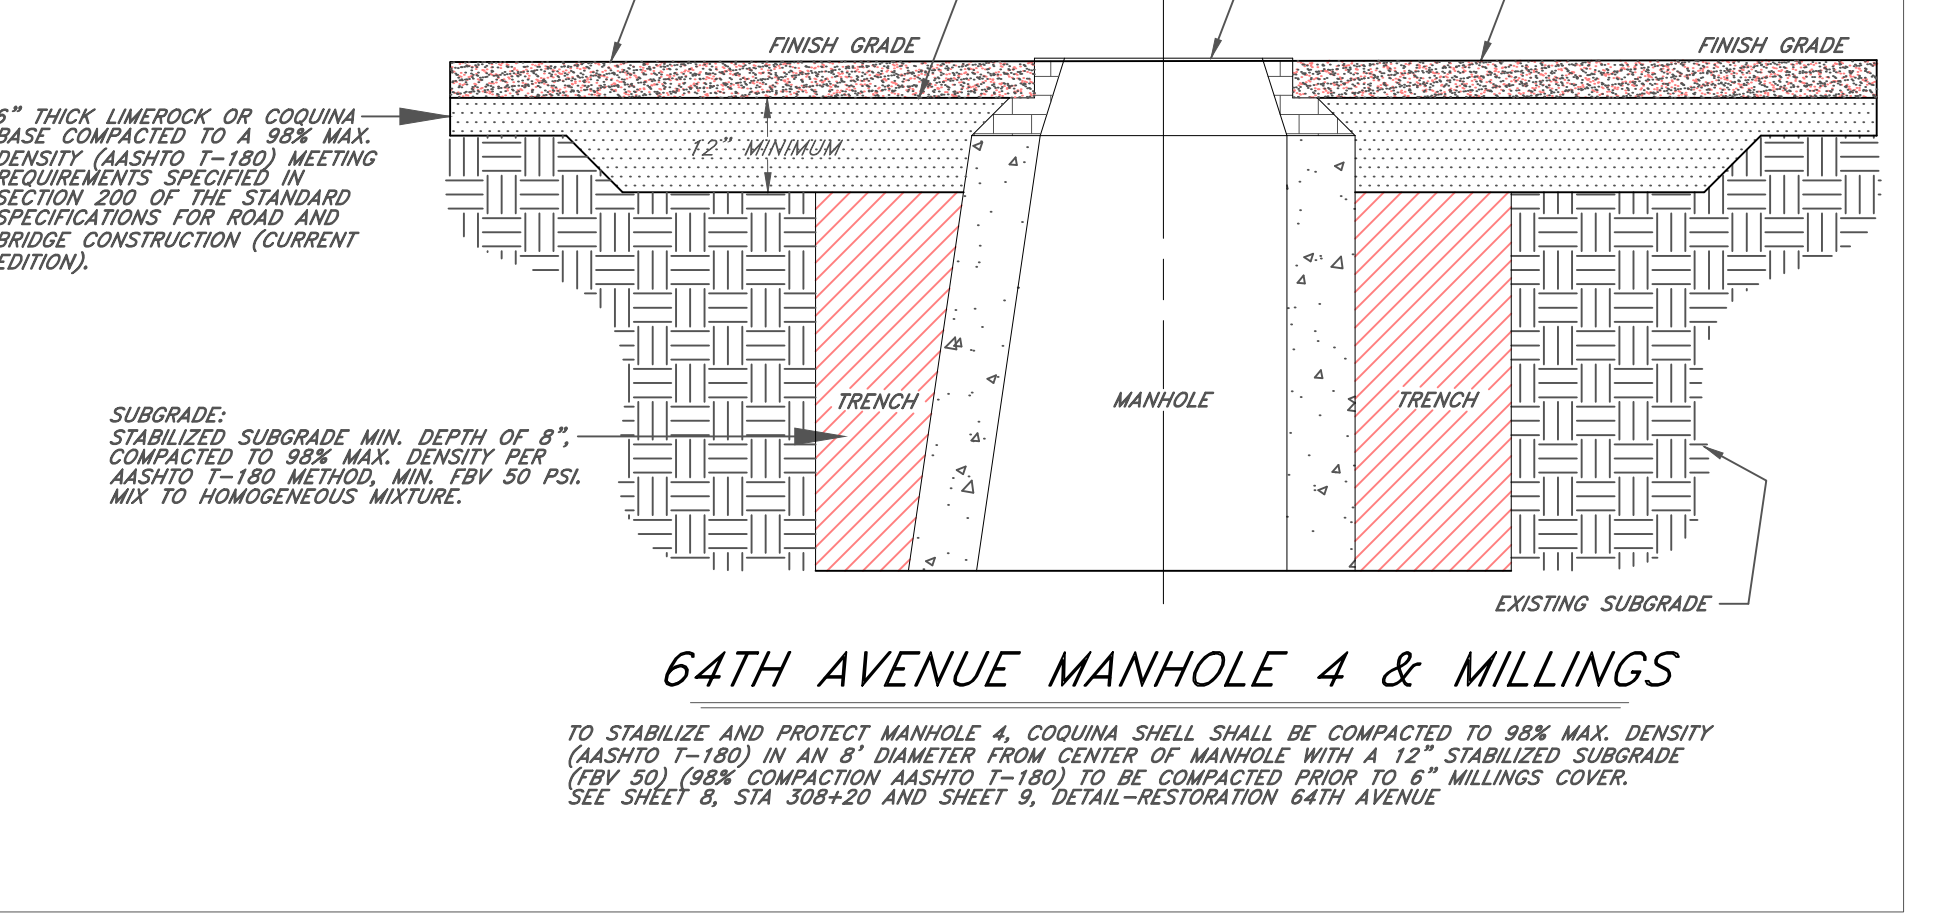 FINISH GRADE
FINISH GRADE
6" THICK LIMEROCK OR COQUINA
BASE COMPACTED TO A 98% MAX.
DENSITY (AASHTO T-180) MEETING
REQUIREMENTS SPECIFIED IN
SECTION 200 OF THE STANDARD
SPECIFICATIONS FOR ROAD AND
BRIDGE CONSTRUCTION (CURRENT
EDITION).
12" MINIMUM
SUBGRADE:
STABILIZED SUBGRADE MIN. DEPTH OF 8",
COMPACTED TO 98% MAX. DENSITY PER
AASHTO T-180 METHOD, MIN. FBV 50 PSI.
MIX TO HOMOGENEOUS MIXTURE.
TRENCH
MANHOLE
TRENCH
EXISTING SUBGRADE
64TH AVENUE MANHOLE 4 & MILLINGS
TO STABILIZE AND PROTECT MANHOLE 4, COQUINA SHELL SHALL BE COMPACTED TO 98% MAX. DENSITY
(AASHTO T-180) IN AN 8' DIAMETER FROM CENTER OF MANHOLE WITH A 12" STABILIZED SUBGRADE
(FBV 50) (98% COMPACTION AASHTO T-180) TO BE COMPACTED PRIOR TO 6" MILLINGS COVER.
SEE SHEET 8, STA 308+20 AND SHEET 9, DETAIL-RESTORATION 64TH AVENUE